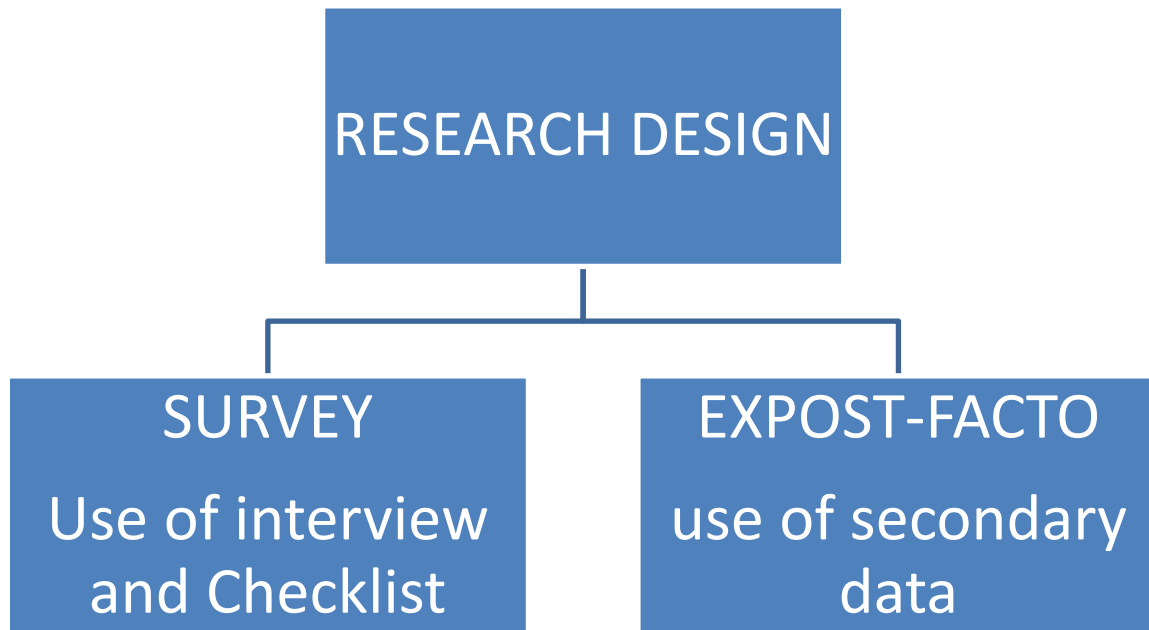 RESEARCH DESIGN
SURVEY
Use of interview
and Checklist
EXPOST-FACTO
use of secondary
data